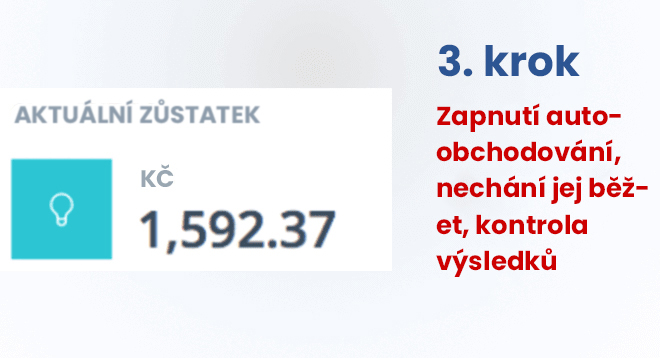 3. krok
AKTUÁLNÍ ZŮSTATEK
KČ
1,592.37
Zapnutí auto-
obchodování,
nechání jej běž-
et, kontrola
výsledků